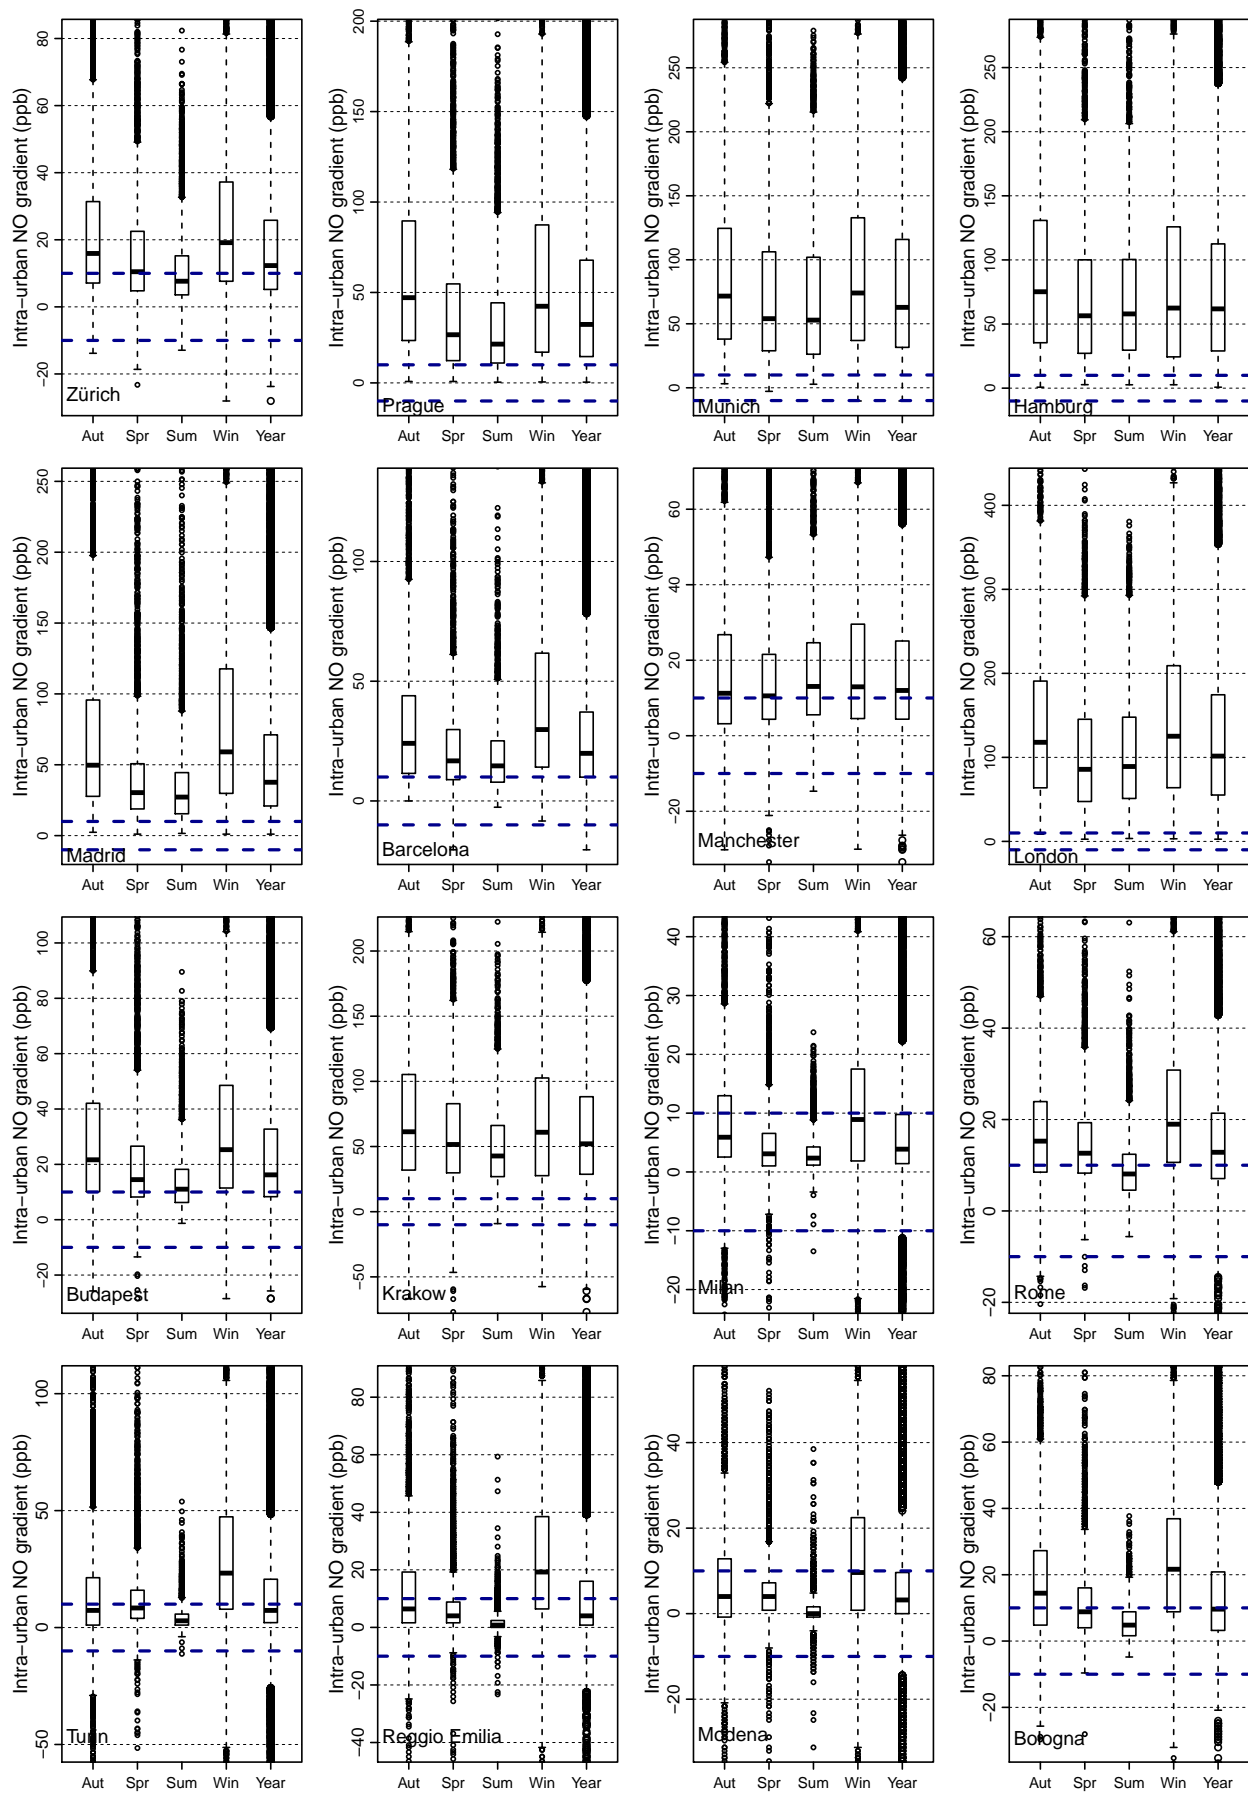 Intra−urban NO gradient (ppb)
−20 0 20 40 60 80
Zürich
Aut Spr Sum Win Year
Intra−urban NO gradient (ppb)
0 50 100 150 200
Prague
Aut Spr Sum Win Year
Intra−urban NO gradient (ppb)
0 50 100 150 200 250
Munich
Aut Spr Sum Win Year
Intra−urban NO gradient (ppb)
0 50 100 150 200 250
Hamburg
Aut Spr Sum Win Year
Intra−urban NO gradient (ppb)
0 50 100 150 200 250
Madrid
Aut Spr Sum Win Year
Intra−urban NO gradient (ppb)
0 50 100
Barcelona
Aut Spr Sum Win Year
Intra−urban NO gradient (ppb)
−20 0 20 40 60
Manchester
Aut Spr Sum Win Year
Intra−urban NO gradient (ppb)
0 100 200 300 400
London
Aut Spr Sum Win Year
Intra−urban NO gradient (ppb)
−20 0 20 40 60 80 100
Budapest
Aut Spr Sum Win Year
Intra−urban NO gradient (ppb)
−50 0 50 100 150 200
Krakow
Aut Spr Sum Win Year
Intra−urban NO gradient (ppb)
−20 −10 0 10 20 30 40
Milan
Aut Spr Sum Win Year
Intra−urban NO gradient (ppb)
−20 0 20 40 60
Rome
Aut Spr Sum Win Year
Intra−urban NO gradient (ppb)
−50 0 50 100
Turin
Aut Spr Sum Win Year
Intra−urban NO gradient (ppb)
−40 −20 0 20 40 60 80
Reggio Emilia
Aut Spr Sum Win Year
Intra−urban NO gradient (ppb)
−20 0 20 40
Modena
Aut Spr Sum Win Year
Intra−urban NO gradient (ppb)
−20 0 20 40 60 80
Bologna
Aut Spr Sum Win Year